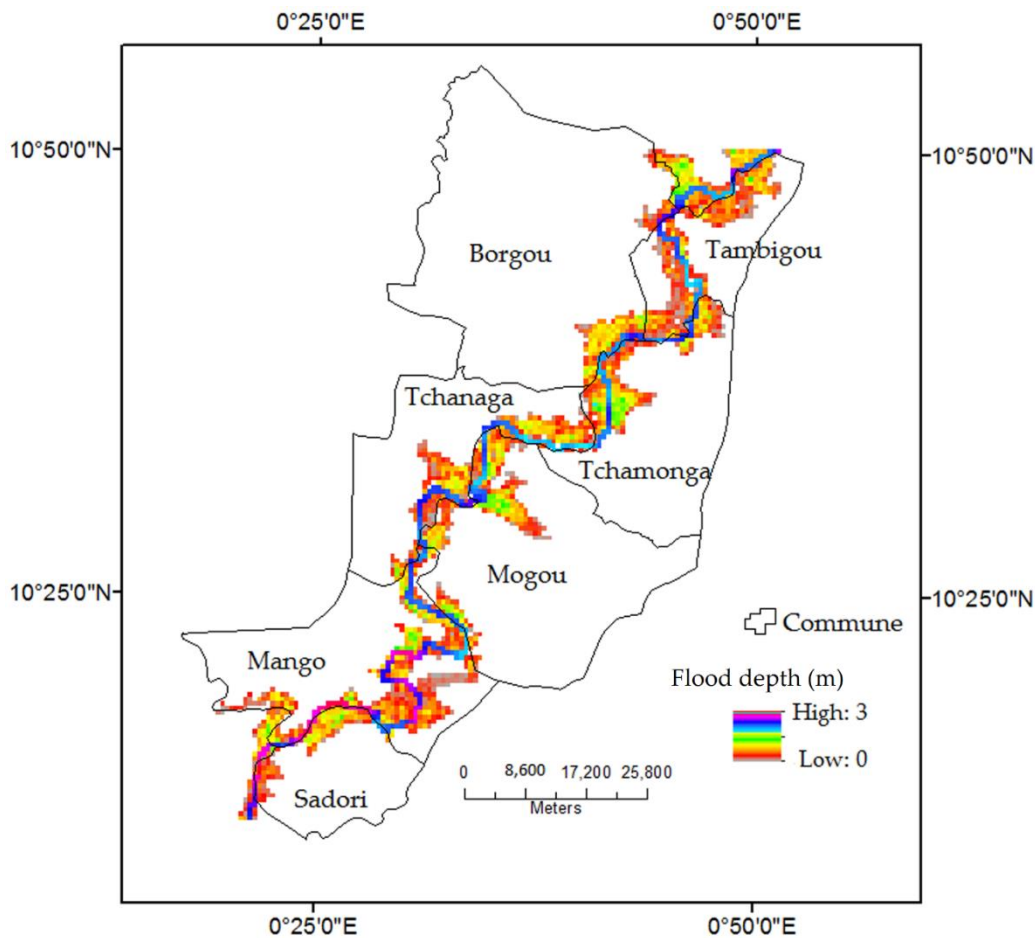 0°25'0"E 0°50'0"E
10°50'0"N 10°50'0"N
Borgou
Tambigou
Tchanaga
Tchamonga
Mogou
10°25'0"N 10°25'0"N
Commune
Mango
Flood depth (m)
High: 3
Low: 0
Sadori
0 8,600 17,200 25,800
Meters
0°25'0"E 0°50'0"E